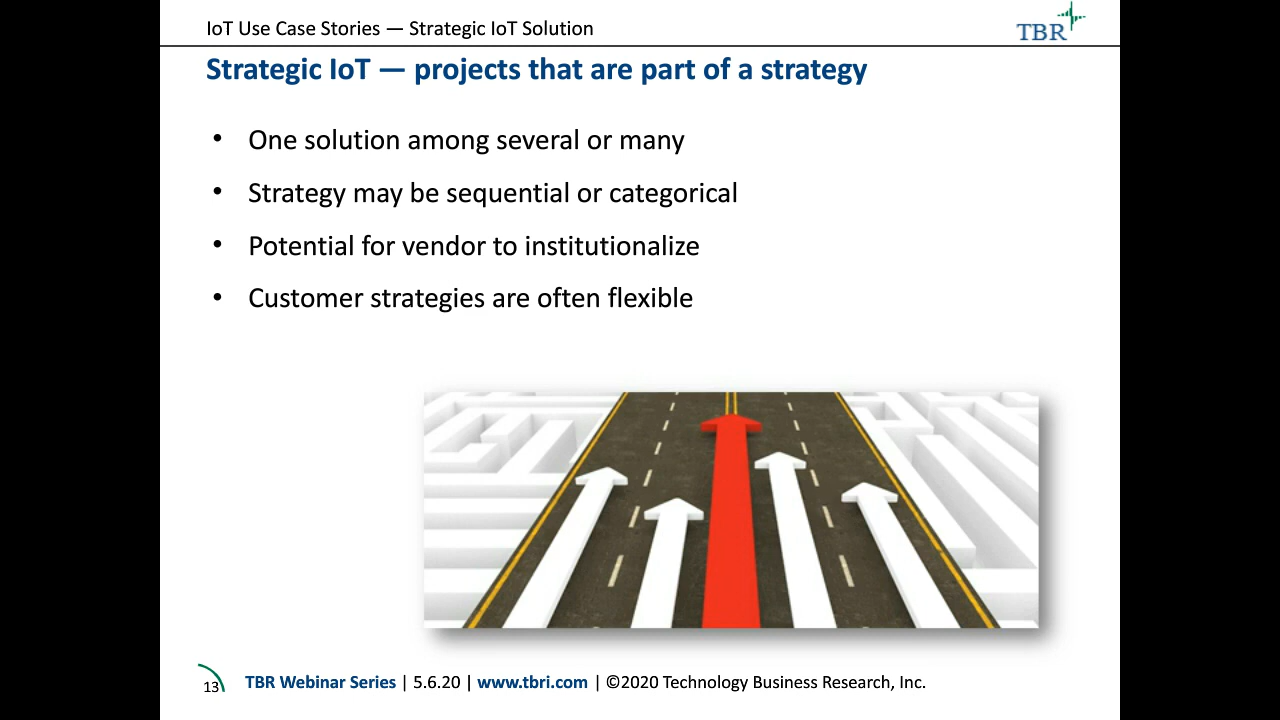 IoT Use Case Stories — Strategic IoT Solution
TBR
Strategic IoT — projects that are part of a strategy
• One solution among several or many
• Strategy may be sequential or categorical
• Potential for vendor to institutionalize
• Customer strategies are often flexible
13 TBR Webinar Series | 5.6.20 | www.tbri.com | ©2020 Technology Business Research, Inc.